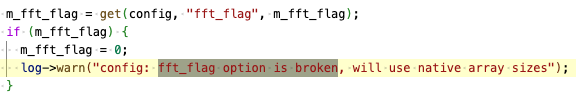 m_fft_flag = get(config, "fft_flag", m_fft_flag);
if (m_fft_flag) {
m_fft_flag = 0;
log->warn("config: fft_flag option is broken, will use native array sizes");
}